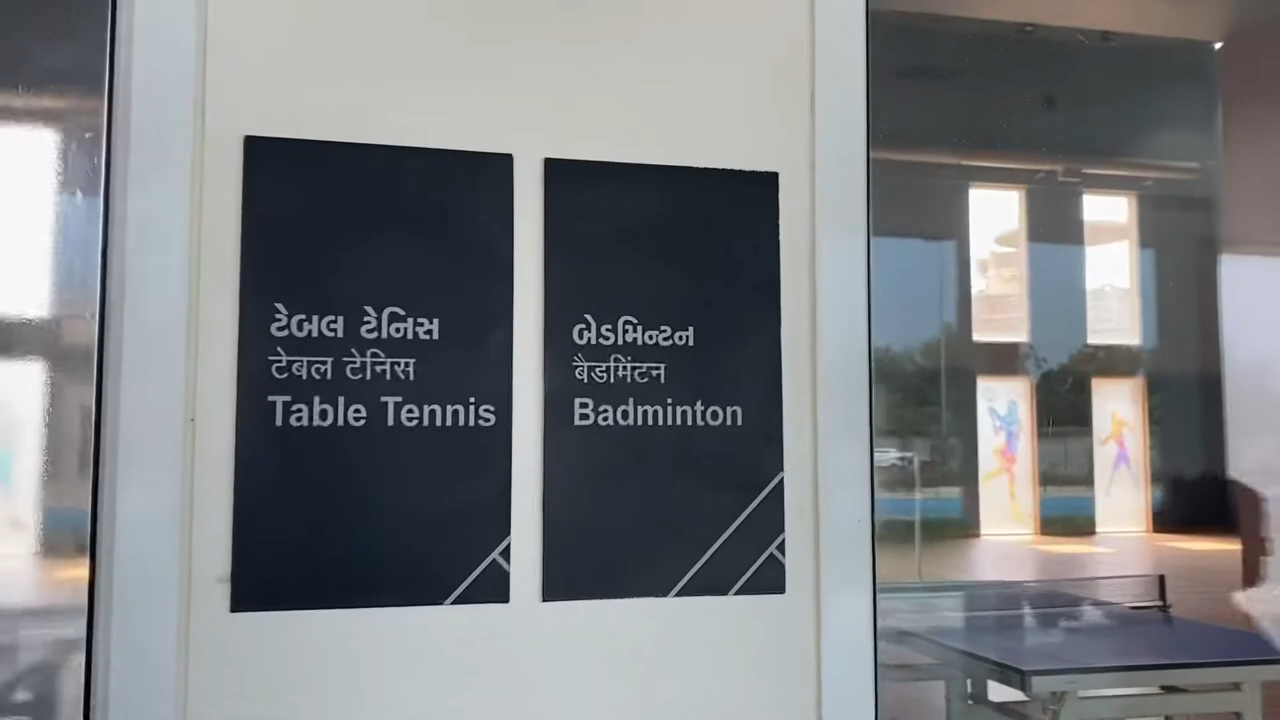 ટેબલ ટેનિસ
टेबल टेनिस
Table Tennis
બેડમિન્ટન
बैडमिंटन
Badminton